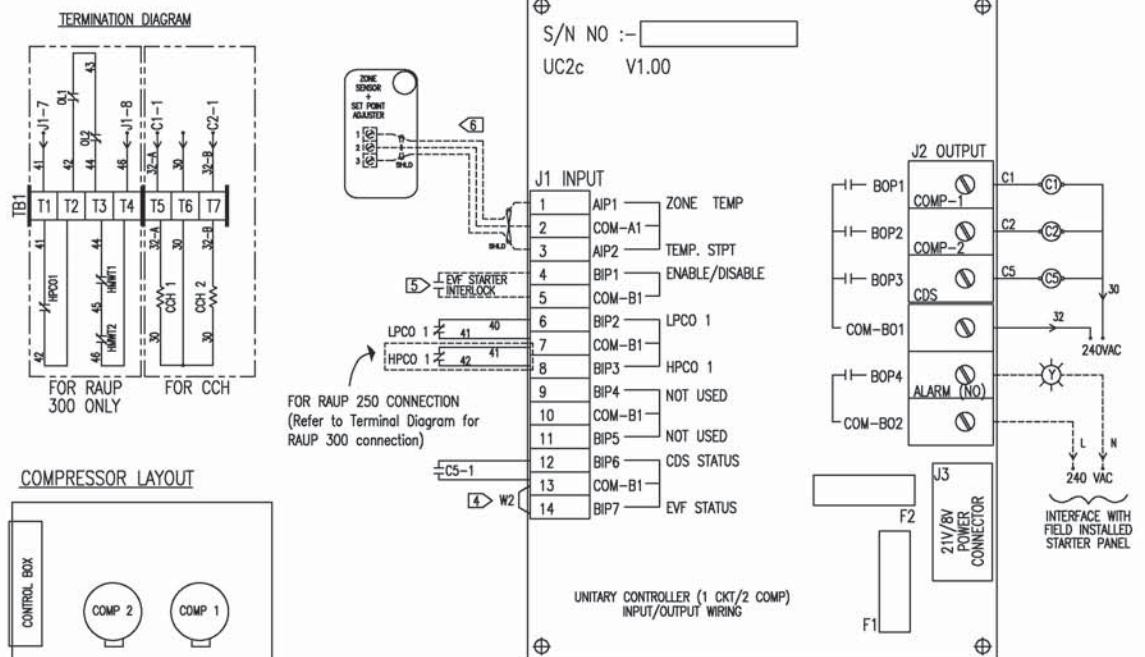 TERMINATION DIAGRAM
J1-7
OL1
43
OL2
J1-8
C1-1
C2-1
41
42
44
46
32-A
30
32-B
TB1
T1
T2
T3
T4
T5
T6
T7
41
44
32-A
30
32-B
HPCO1
HMWT1
45
HMWT2
CCH 1
CCH 2
42
46
30
30
FOR RAUP
300 ONLY
FOR CCH
COMPRESSOR LAYOUT
CONTROL BOX
COMP 2
COMP 1
ZONE
SENSOR
+
SET POINT
ADJUSTER
1
2
3
SHLD
6
SHLD
5
EVF STARTER
INTERLOCK
LPCO 1
41
40
HPCO 1
42
41
FOR RAUP 250 CONNECTION
(Refer to Terminal Diagram for
RAUP 300 connection)
C5-1
4
W2
S/N NO :-
UC2c V1.00
J1 INPUT
1 AIP1 ZONE TEMP
2 COM-A1
3 AIP2 TEMP. STPT
4 BIP1 ENABLE/DISABLE
5 COM-B1
6 BIP2 LPCO 1
7 COM-B1
8 BIP3 HPCO 1
9 BIP4 NOT USED
10 COM-B1
11 BIP5 NOT USED
12 BIP6 CDS STATUS
13 COM-B1
14 BIP7 EVF STATUS
UNITARY CONTROLLER (1 CKT/2 COMP)
INPUT/OUTPUT WIRING
J2 OUTPUT
BOP1
COMP-1
C1
C1
BOP2
COMP-2
C2
C2
BOP3
CDS
C5
C5
30
COM-BO1
32
240VAC
BOP4
ALARM (NO)
Y
COM-BO2
L
N
240 VAC
INTERFACE WITH
FIELD INSTALLED
STARTER PANEL
J3
21V/8V
POWER
CONNECTOR
F2
F1